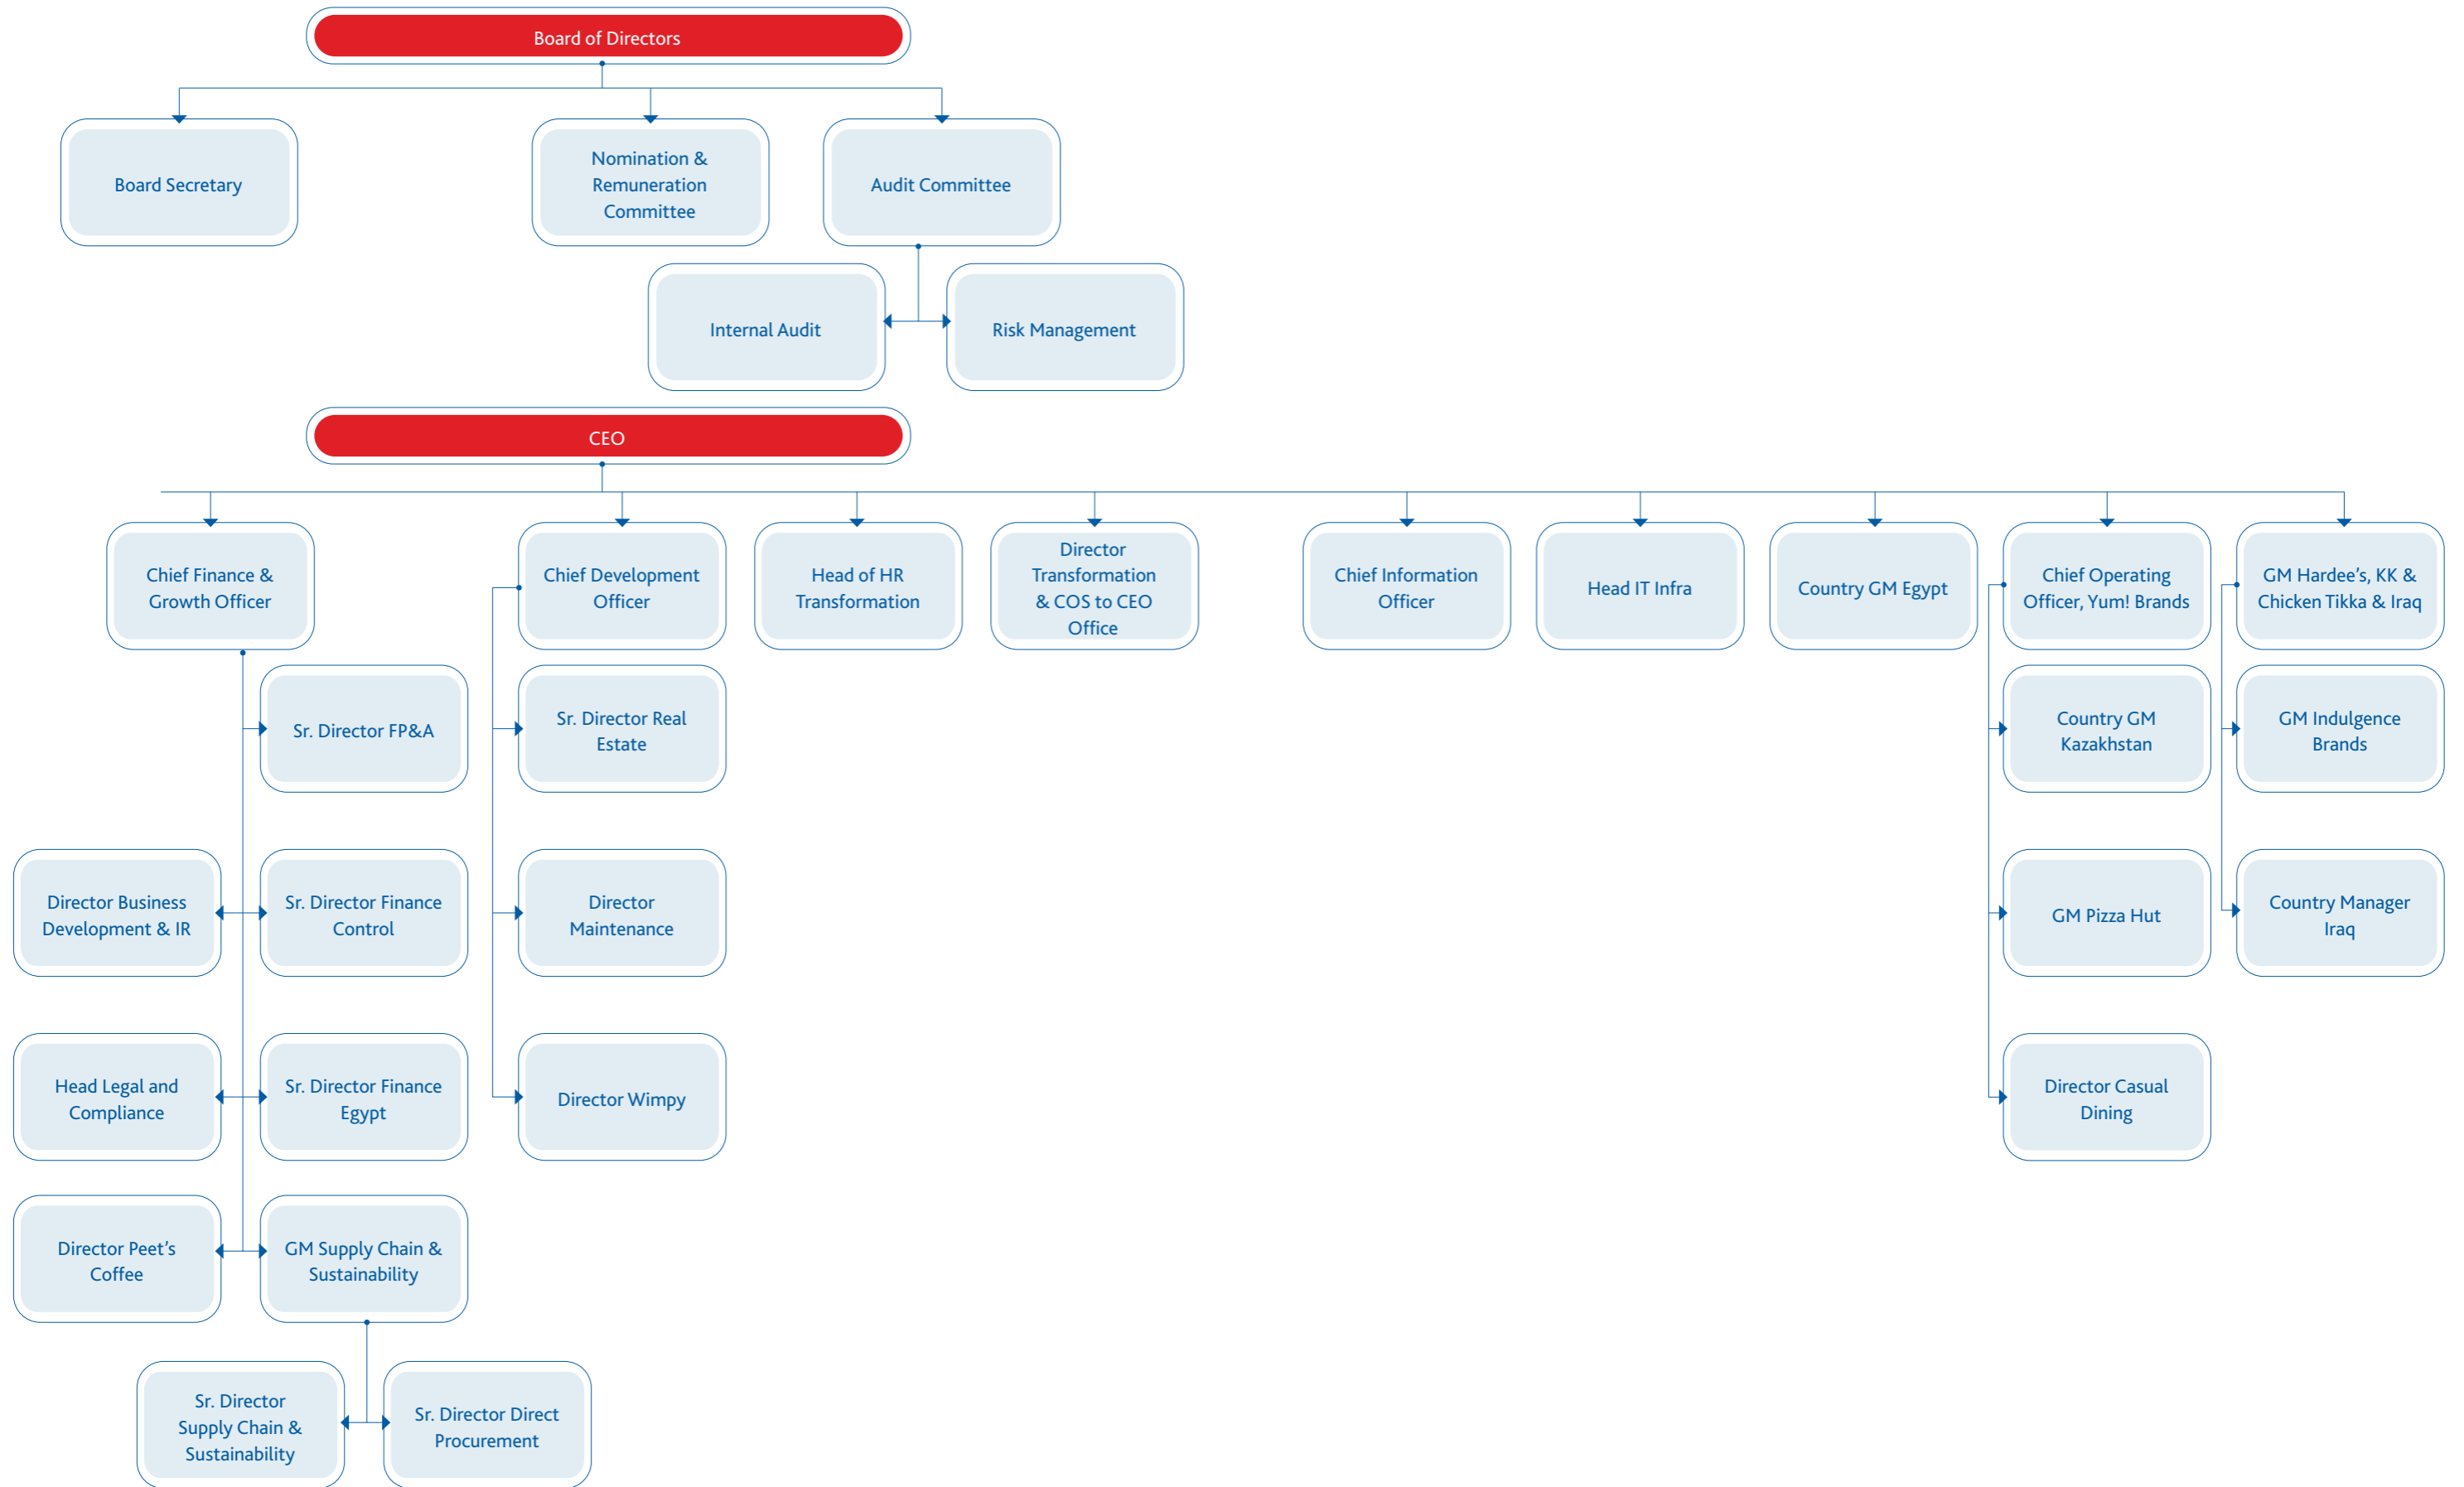 Board of Directors
Board Secretary
Nomination &
Remuneration
Committee
Audit Committee
Internal Audit
Risk Management
CEO
Chief Finance &
Growth Officer
Chief Development
Officer
Head of HR
Transformation
Director
Transformation
& COS to CEO
Office
Chief Information
Officer
Head IT Infra
Country GM Egypt
Chief Operating
Officer, Yum! Brands
GM Hardee’s, KK &
Chicken Tikka & Iraq
Sr. Director FP&A
Sr. Director Real
Estate
Country GM
Kazakhstan
GM Indulgence
Brands
Director Business
Development & IR
Sr. Director Finance
Control
Director
Maintenance
GM Pizza Hut
Country Manager
Iraq
Head Legal and
Compliance
Sr. Director Finance
Egypt
Director Wimpy
Director Casual
Dining
Director Peet’s
Coffee
GM Supply Chain &
Sustainability
Sr. Director
Supply Chain &
Sustainability
Sr. Director Direct
Procurement